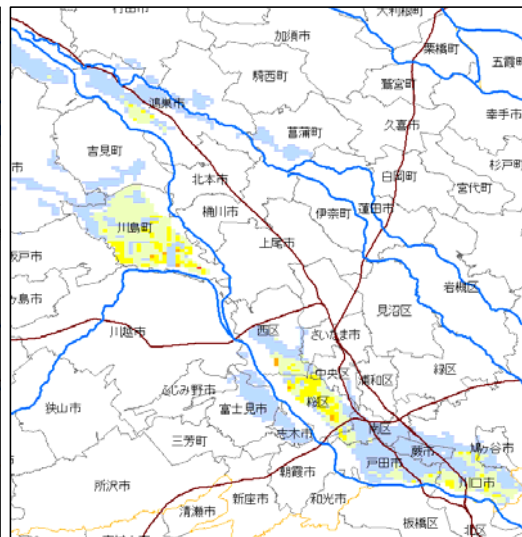 加須市
栗橋町
騎西町
鷲宮町
五霞町
鴻巣市
幸手市
菖蒲町
久喜市
吉見町
杉戸町
白岡町
宮代町
北本市
桶川市
伊奈町
蓮田市
川島町
上尾市
岩槻区
見沼区
川越市
西区
さいたま市
中央区
浦和区
緑区
ふじみ野市
桜区
狭山市
富士見市
志木市
南区
三芳町
蕨市
鳩ヶ谷市
戸田市
朝霞市
川口市
所沢市
新座市
和光市
清瀬市
板橋区
北区